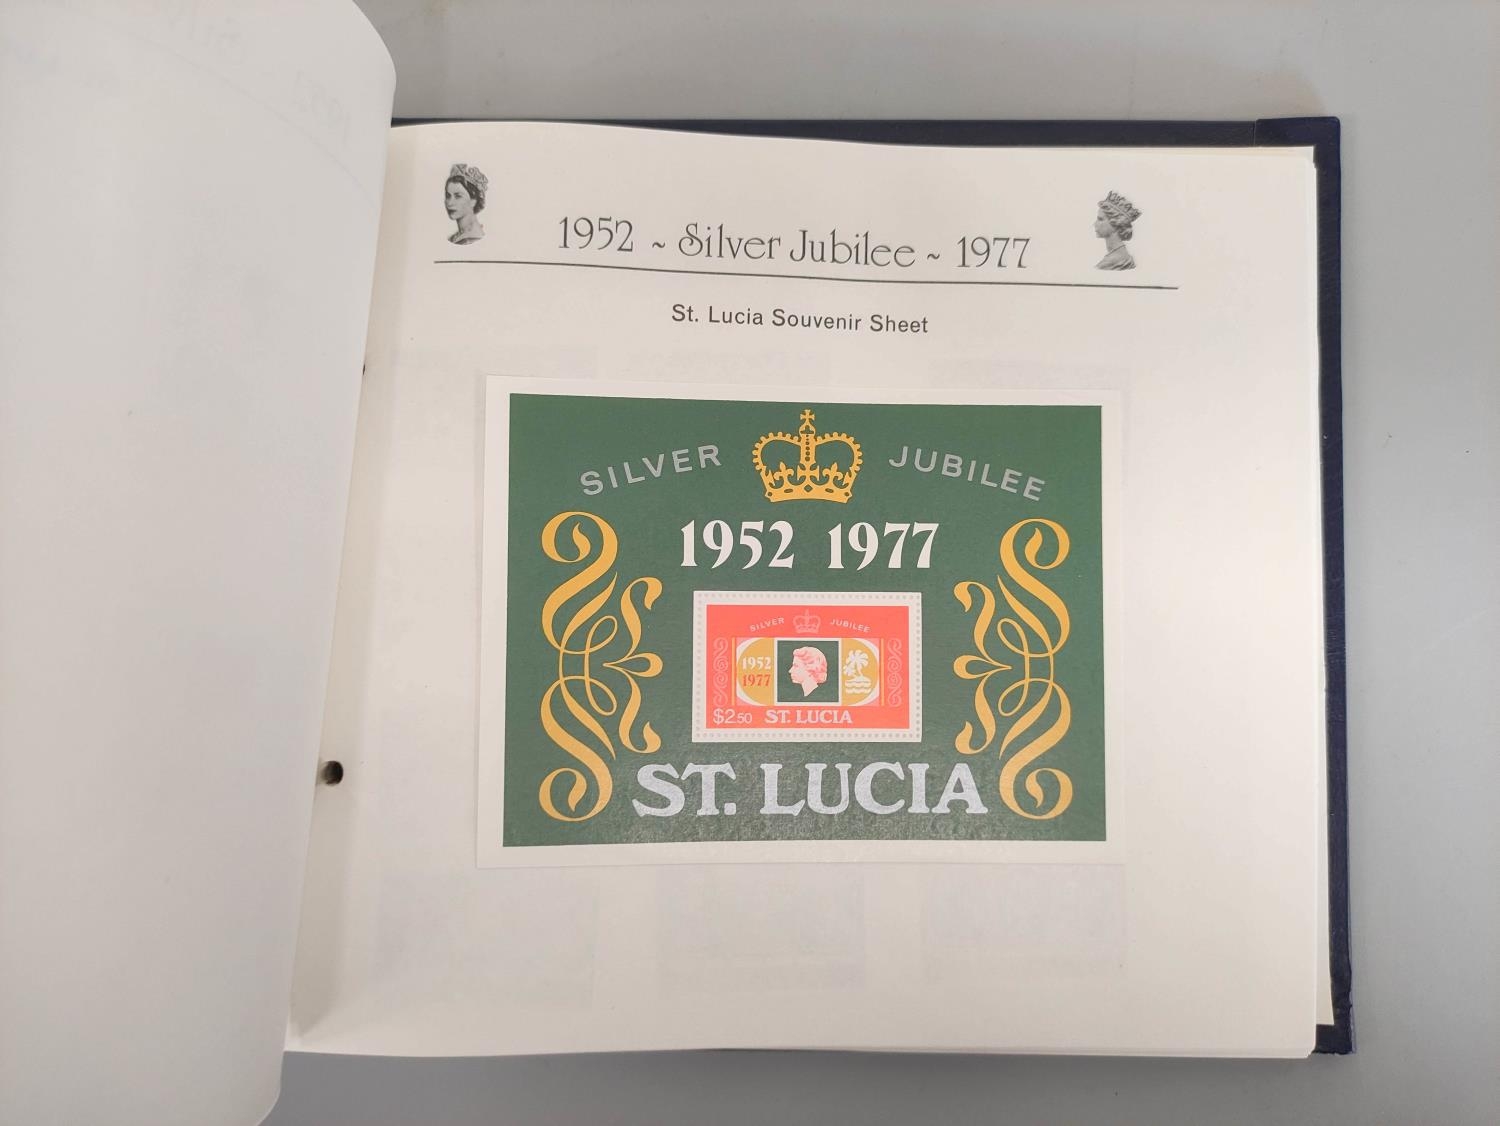 1952 ~ Silver Jubilee ~ 1977
St. Lucia Souvenir Sheet
SILVER JUBILEE
1952 1977
SILVER JUBILEE
1952
1977
$2.50 ST. LUCIA
ST. LUCIA